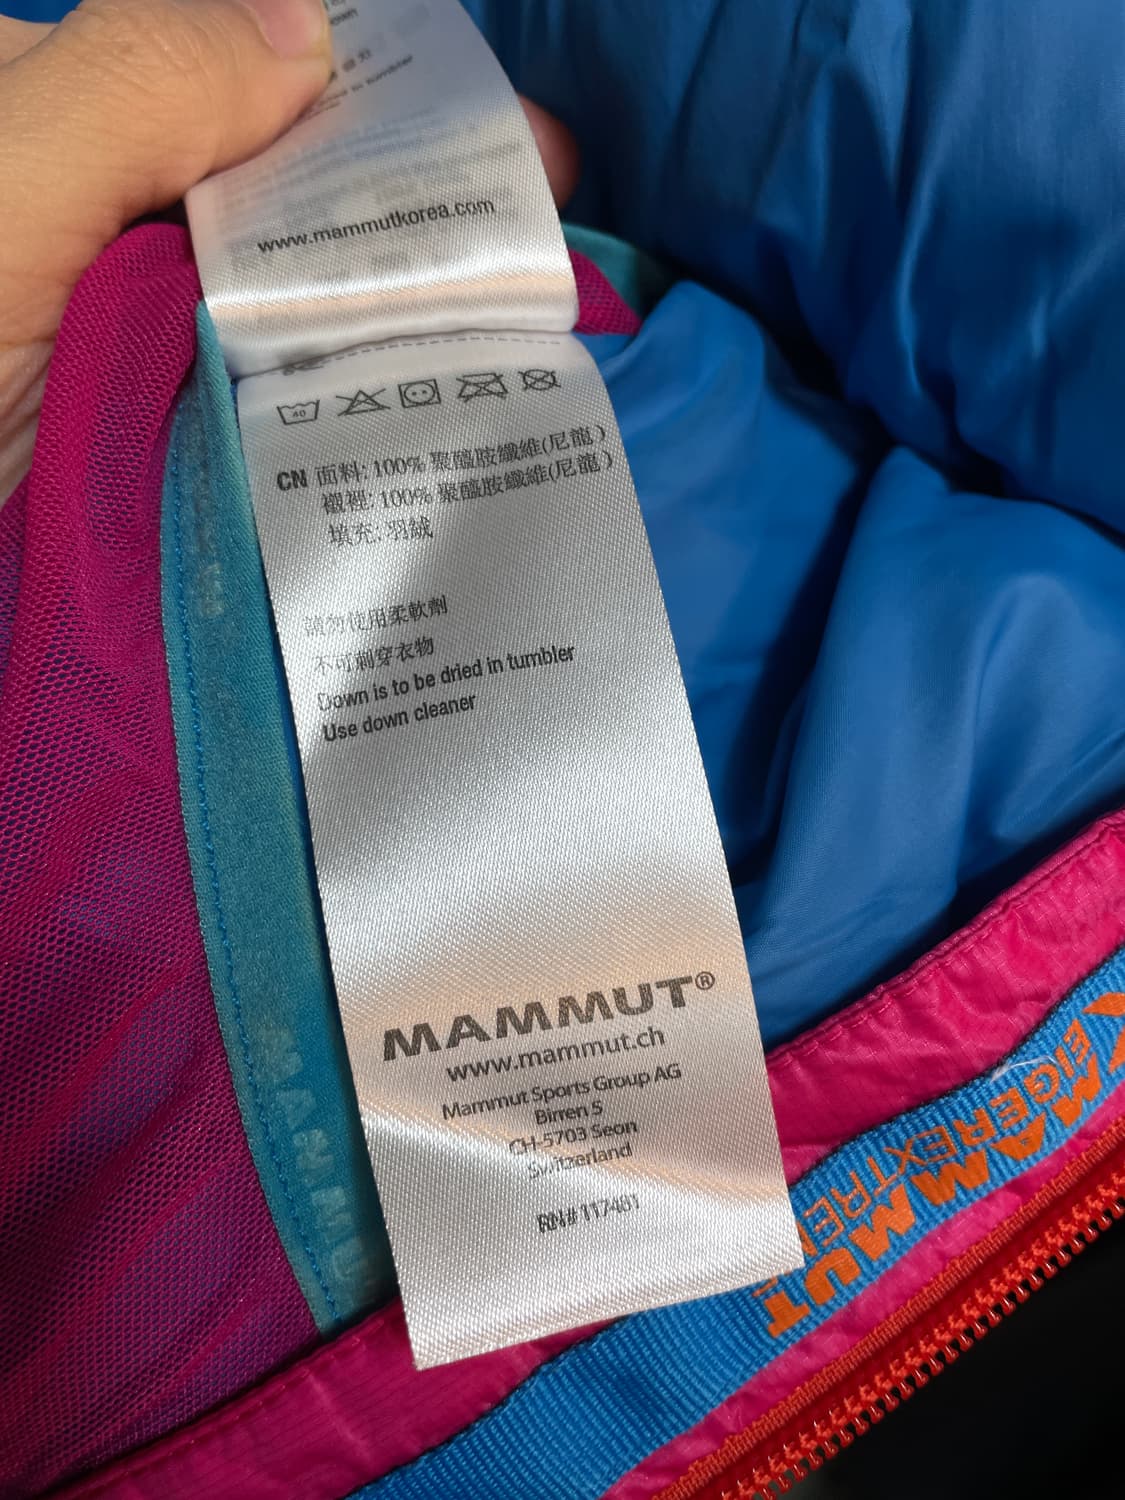 www.mammutkorea.com
40
CN 面料: 100% 聚醯胺纖維(尼龍)
襯裡: 100% 聚醯胺纖維(尼龍)
填充: 羽絨
請勿使用柔軟劑
不可刺穿衣物
Down is to be dried in tumbler
Use down cleaner
MAMMUT®
www.mammut.ch
Mammut Sports Group AG
Birren 5
CH-5703 Seon
Switzerland
RN# 117481
MAMMUT
MAMMUT
EIGER EXTREME